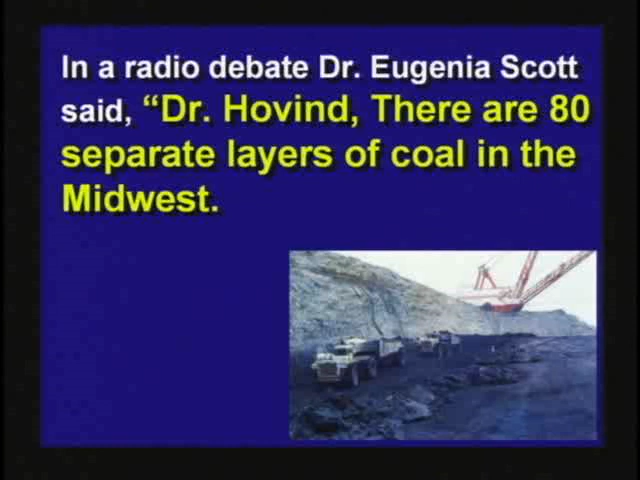 In a radio debate Dr. Eugenia Scott
said, “Dr. Hovind, There are 80
separate layers of coal in the
Midwest.